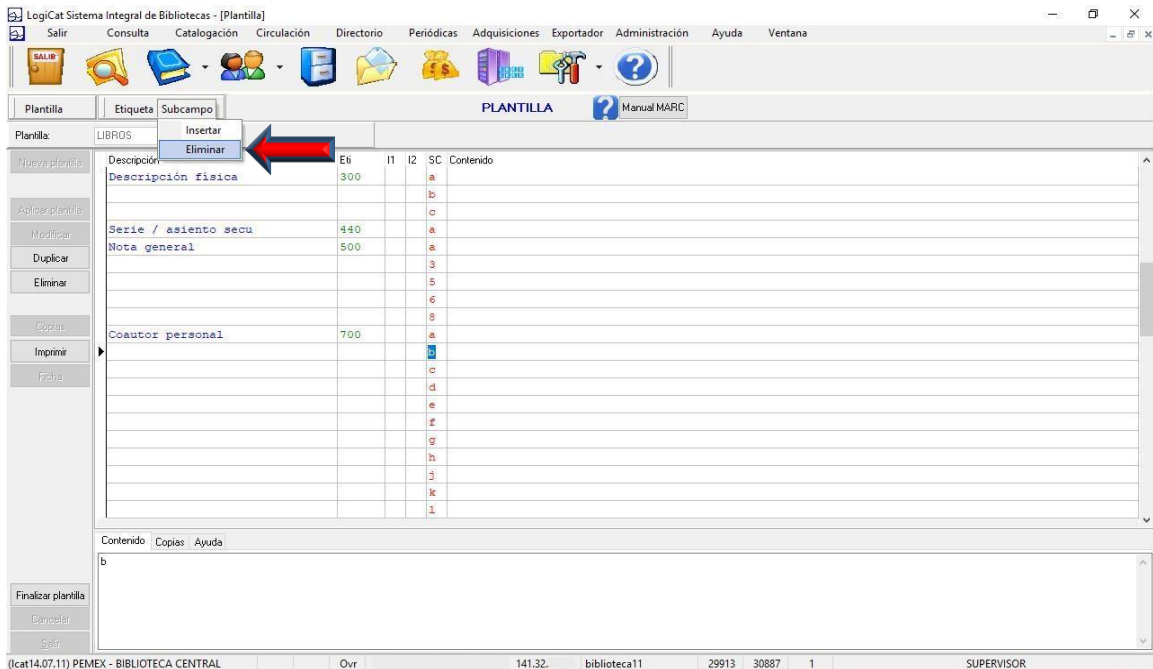 LogiCat Sistema Integral de Bibliotecas - [Plantilla]
Salir Consulta Catalogación Circulación Directorio Periódicas Adquisiciones Exportador Administración Ayuda Ventana
SALIR
Plantilla Etiqueta Subcampo PLANTILLA Manual MARC
Plantilla: LIBROS Insertar
Eliminar
Nueva plantilla Descripción Eti I1 I2 SC Contenido
Descripción física 300 a
b
Aplicar plantilla c
Modificar Serie / asiento secu 440 a
Nota general 500 a
Duplicar 3
Eliminar 5
6
Copias 8
Coautor personal 700 a
Imprimir b
Ficha c
d
e
f
g
h
j
k
l
Contenido Copias Ayuda
b
Finalizar plantilla
Cancelar
Salir
(lcat14.07.11) PEMEX - BIBLIOTECA CENTRAL Ovr 141.32. biblioteca11 29913 30887 1 SUPERVISOR